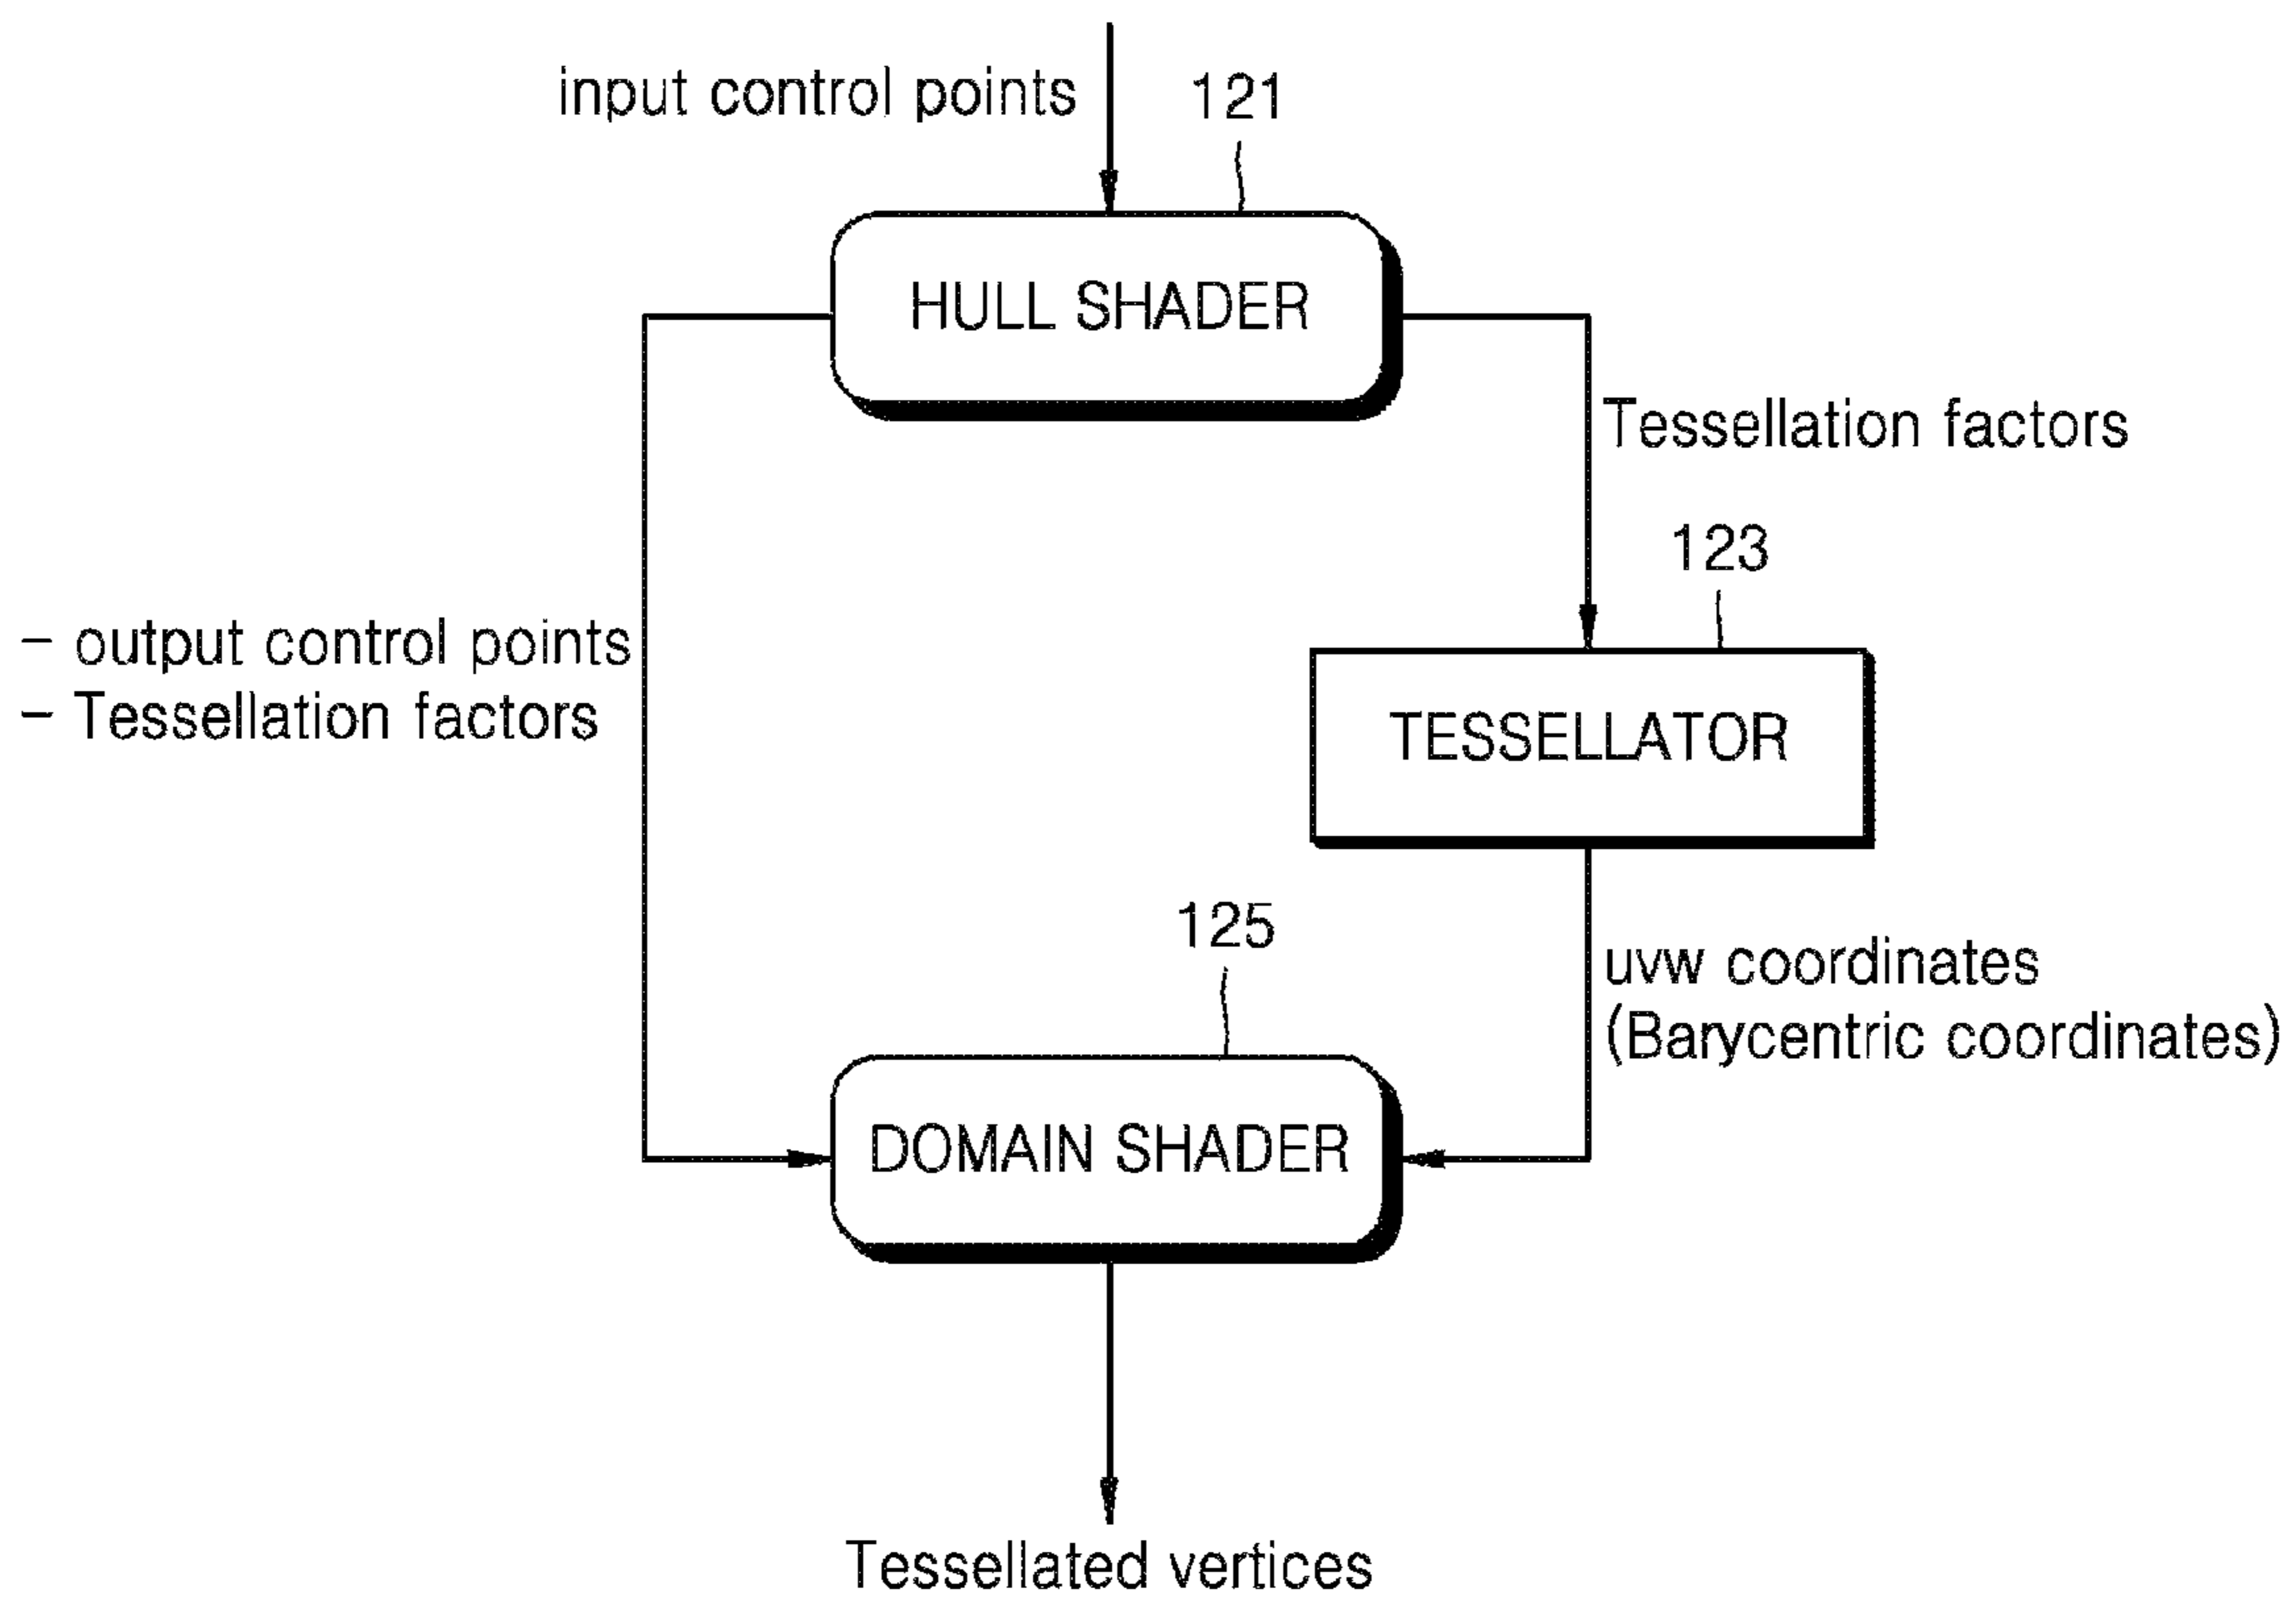 input control points
121
HULL SHADER
Tessellation factors
123
– output control points
– Tessellation factors
TESSELLATOR
125
uvw coordinates
(Barycentric coordinates)
DOMAIN SHADER
Tessellated vertices